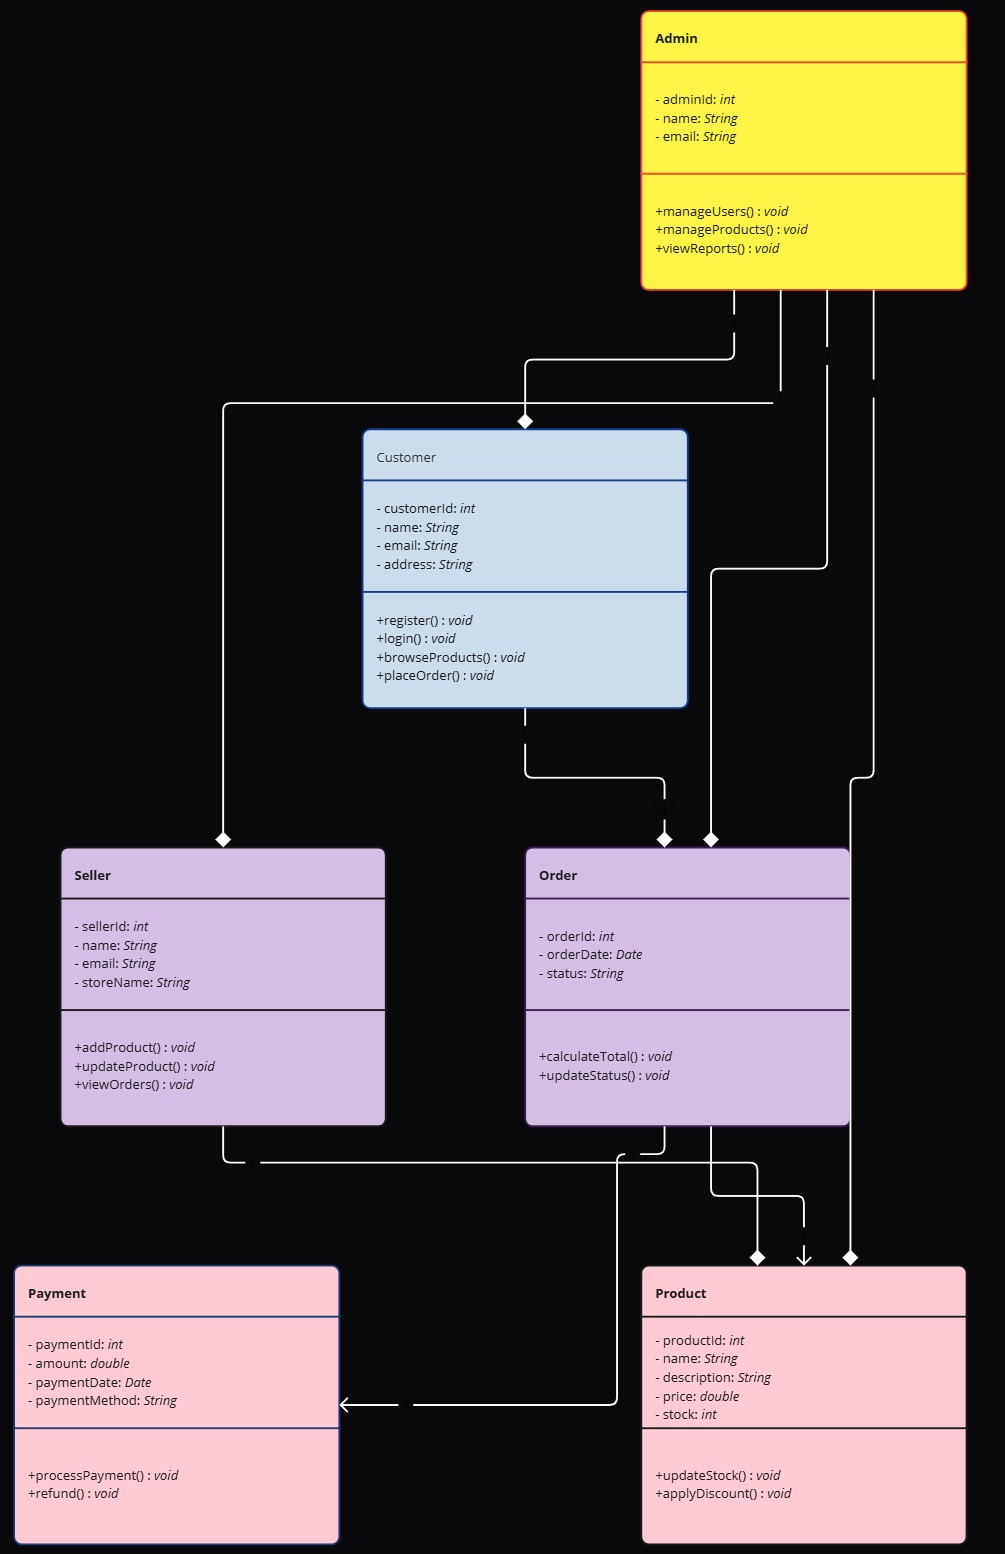 Admin
- adminId: int
- name: String
- email: String
+manageUsers() : void
+manageProducts() : void
+viewReports() : void
Customer
- customerId: int
- name: String
- email: String
- address: String
+register() : void
+login() : void
+browseProducts() : void
+placeOrder() : void
Seller
- sellerId: int
- name: String
- email: String
- storeName: String
+addProduct() : void
+updateProduct() : void
+viewOrders() : void
Order
- orderId: int
- orderDate: Date
- status: String
+calculateTotal() : void
+updateStatus() : void
Payment
- paymentId: int
- amount: double
- paymentDate: Date
- paymentMethod: String
+processPayment() : void
+refund() : void
Product
- productId: int
- name: String
- description: String
- price: double
- stock: int
+updateStock() : void
+applyDiscount() : void